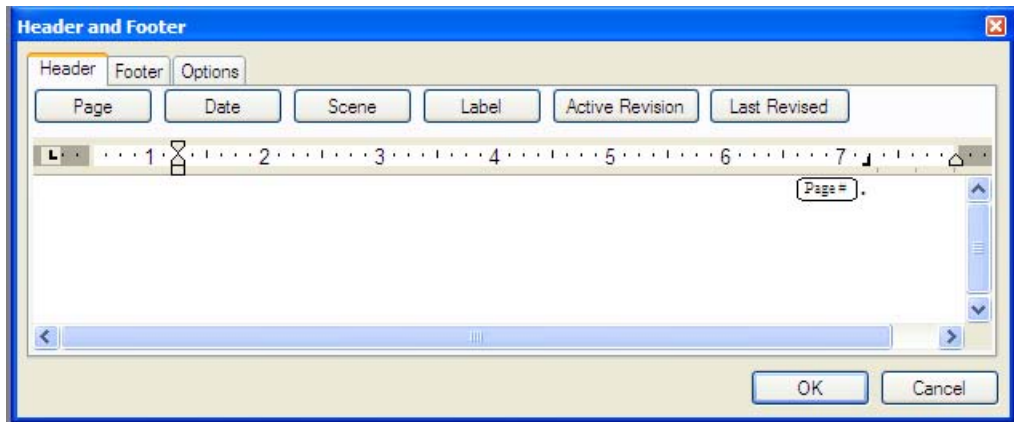 Header and Footer
Header Footer Options
Page Date Scene Label Active Revision Last Revised
1 2 3 4 5 6 7
Page # .
OK Cancel